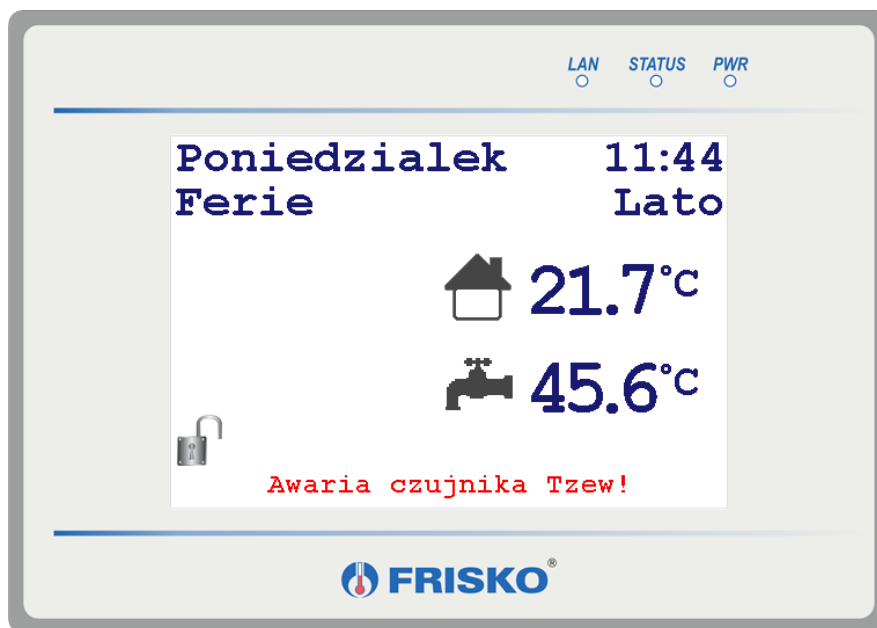 LAN STATUS PWR
Poniedzialek 11:44
Ferie Lato
21.7°C
45.6°C
Awaria czujnika Tzew!
FRISKO®